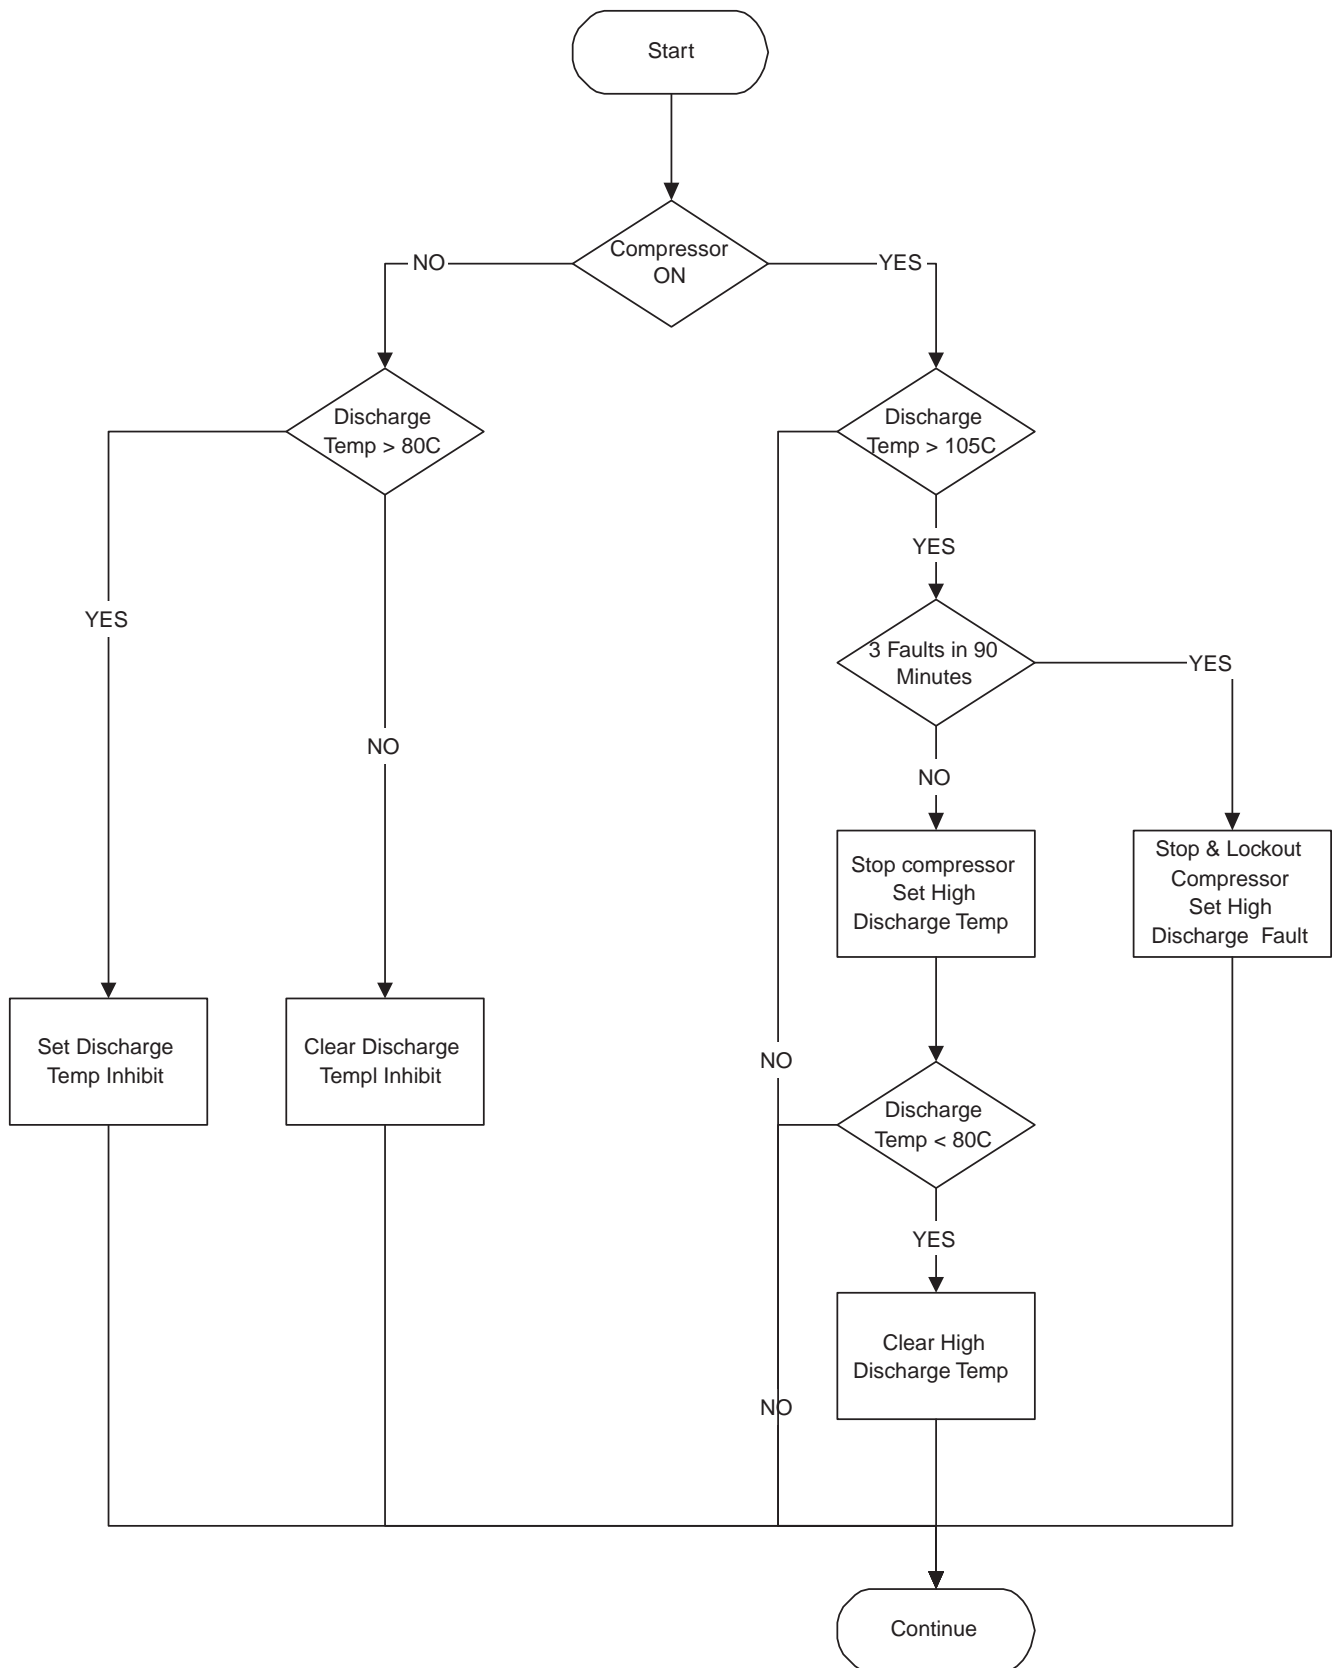 Start
Compressor
ON
NO
YES
Discharge
Temp > 80C
Discharge
Temp > 105C
YES
YES
3 Faults in 90
Minutes
YES
NO
NO
Stop compressor
Set High
Discharge Temp
Stop & Lockout
Compressor
Set High
Discharge Fault
Set Discharge
Temp Inhibit
Clear Discharge
Templ Inhibit
NO
Discharge
Temp < 80C
YES
Clear High
Discharge Temp
NO
Continue